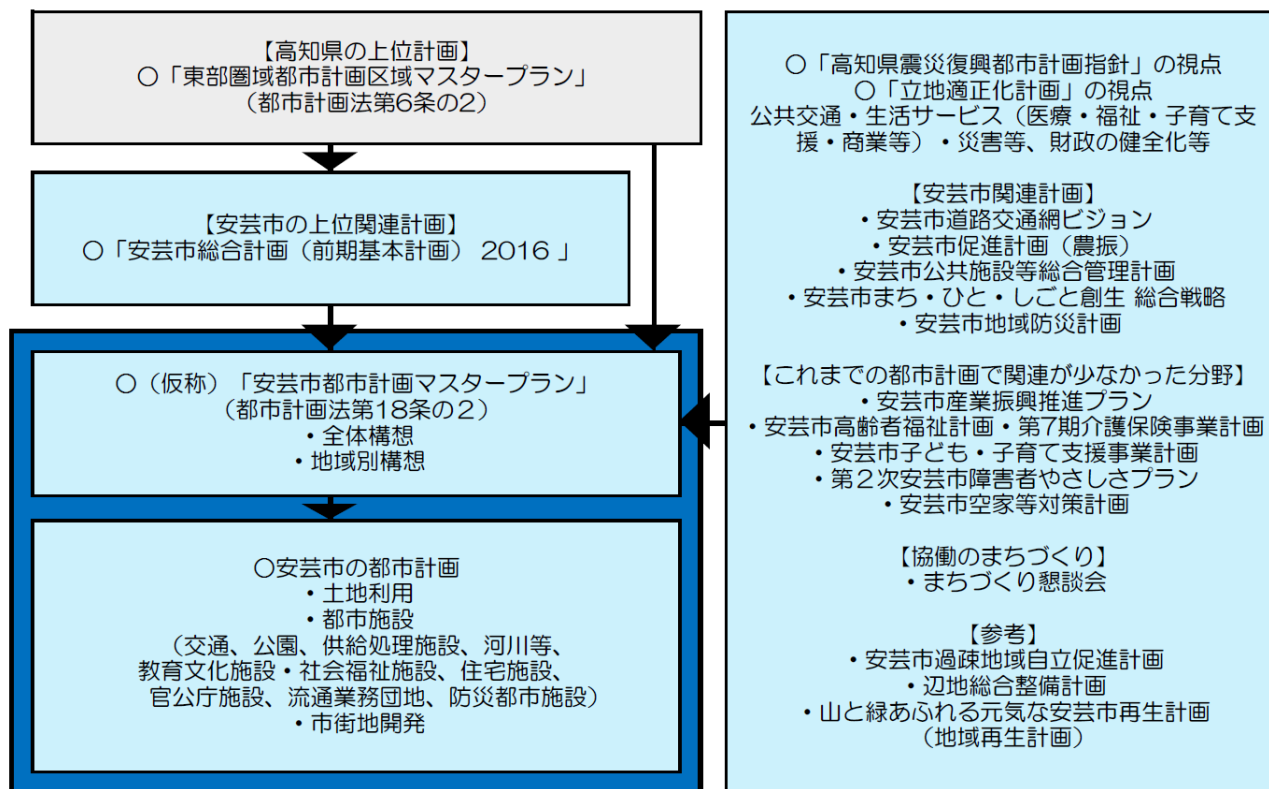 【高知県の上位計画】
〇「東部圏域都市計画区域マスタープラン」
（都市計画法第6条の2）
【安芸市の上位関連計画】
〇「安芸市総合計画（前期基本計画） 2016 」
〇（仮称）「安芸市都市計画マスタープラン」
（都市計画法第18条の2）
・全体構想
・地域別構想
〇安芸市の都市計画
・土地利用
・都市施設
（交通、公園、供給処理施設、河川等、
教育文化施設・社会福祉施設、住宅施設、
官公庁施設、流通業務団地、防災都市施設）
・市街地開発
〇「高知県震災復興都市計画指針」の視点
〇「立地適正化計画」の視点
公共交通・生活サービス（医療・福祉・子育て支
援・商業等）・災害等、財政の健全化等
【安芸市関連計画】
・安芸市道路交通網ビジョン
・安芸市促進計画（農振）
・安芸市公共施設等総合管理計画
・安芸市まち・ひと・しごと創生 総合戦略
・安芸市地域防災計画
【これまでの都市計画で関連が少なかった分野】
・安芸市産業振興推進プラン
・安芸市高齢者福祉計画・第7期介護保険事業計画
・安芸市子ども・子育て支援事業計画
・第２次安芸市障害者やさしさプラン
・安芸市空家等対策計画
【協働のまちづくり】
・まちづくり懇談会
【参考】
・安芸市過疎地域自立促進計画
・辺地総合整備計画
・山と緑あふれる元気な安芸市再生計画
（地域再生計画）